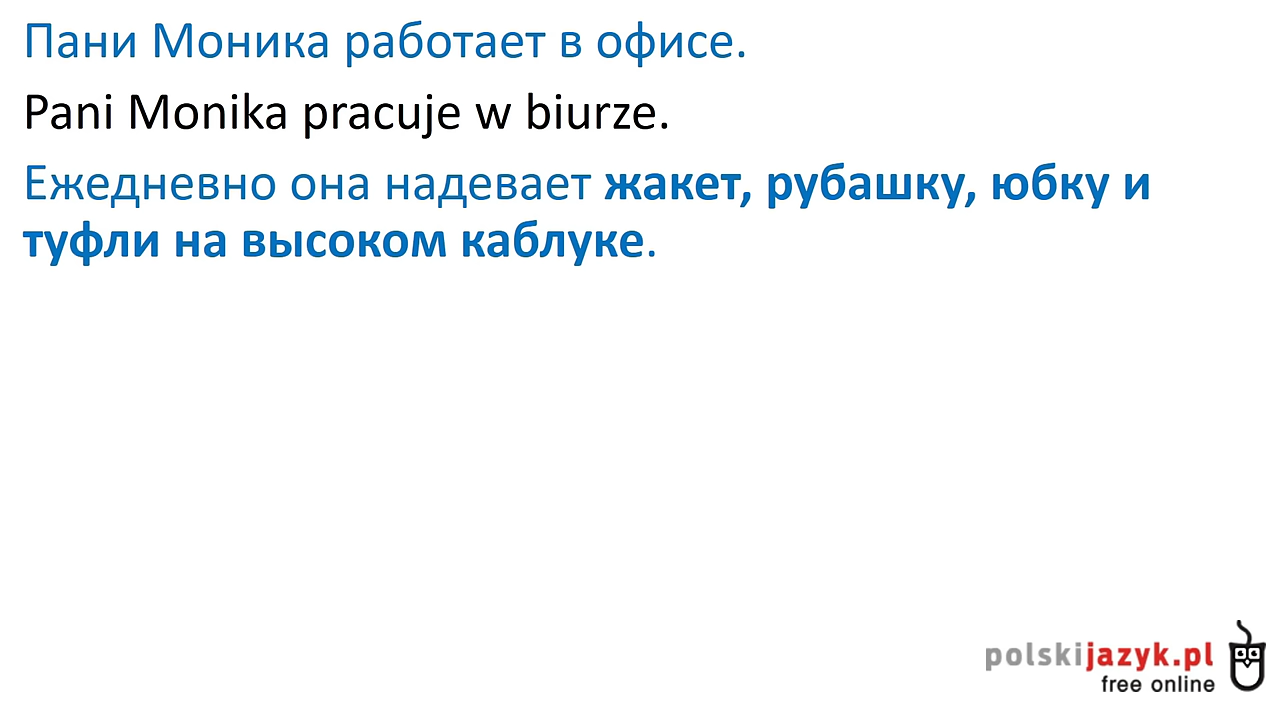 Пани Моника работает в офисе.
Pani Monika pracuje w biurze.
Ежедневно она надевает жакет, рубашку, юбку и
туфли на высоком каблуке.
polskijazyk.pl
free online